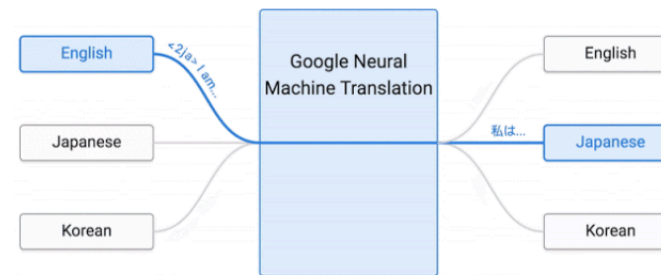 English
Japanese
Korean
<2ja> I am...
Google Neural
Machine Translation
私は...
English
Japanese
Korean